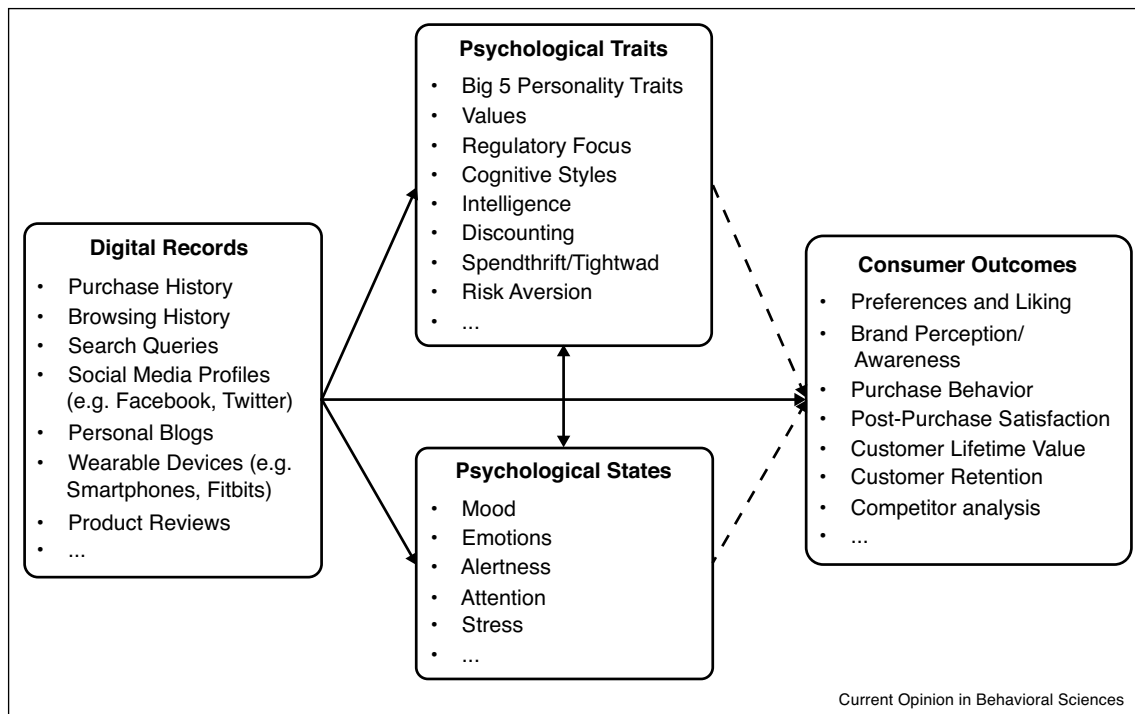 Psychological Traits
• Big 5 Personality Traits
• Values
• Regulatory Focus
• Cognitive Styles
• Intelligence
• Discounting
• Spendthrift/Tightwad
• Risk Aversion
• ...
Digital Records
• Purchase History
• Browsing History
• Search Queries
• Social Media Profiles
(e.g. Facebook, Twitter)
• Personal Blogs
• Wearable Devices (e.g.
Smartphones, Fitbits)
• Product Reviews
• ...
Psychological States
• Mood
• Emotions
• Alertness
• Attention
• Stress
• ...
Consumer Outcomes
• Preferences and Liking
• Brand Perception/
Awareness
• Purchase Behavior
• Post-Purchase Satisfaction
• Customer Lifetime Value
• Customer Retention
• Competitor analysis
• ...
Current Opinion in Behavioral Sciences